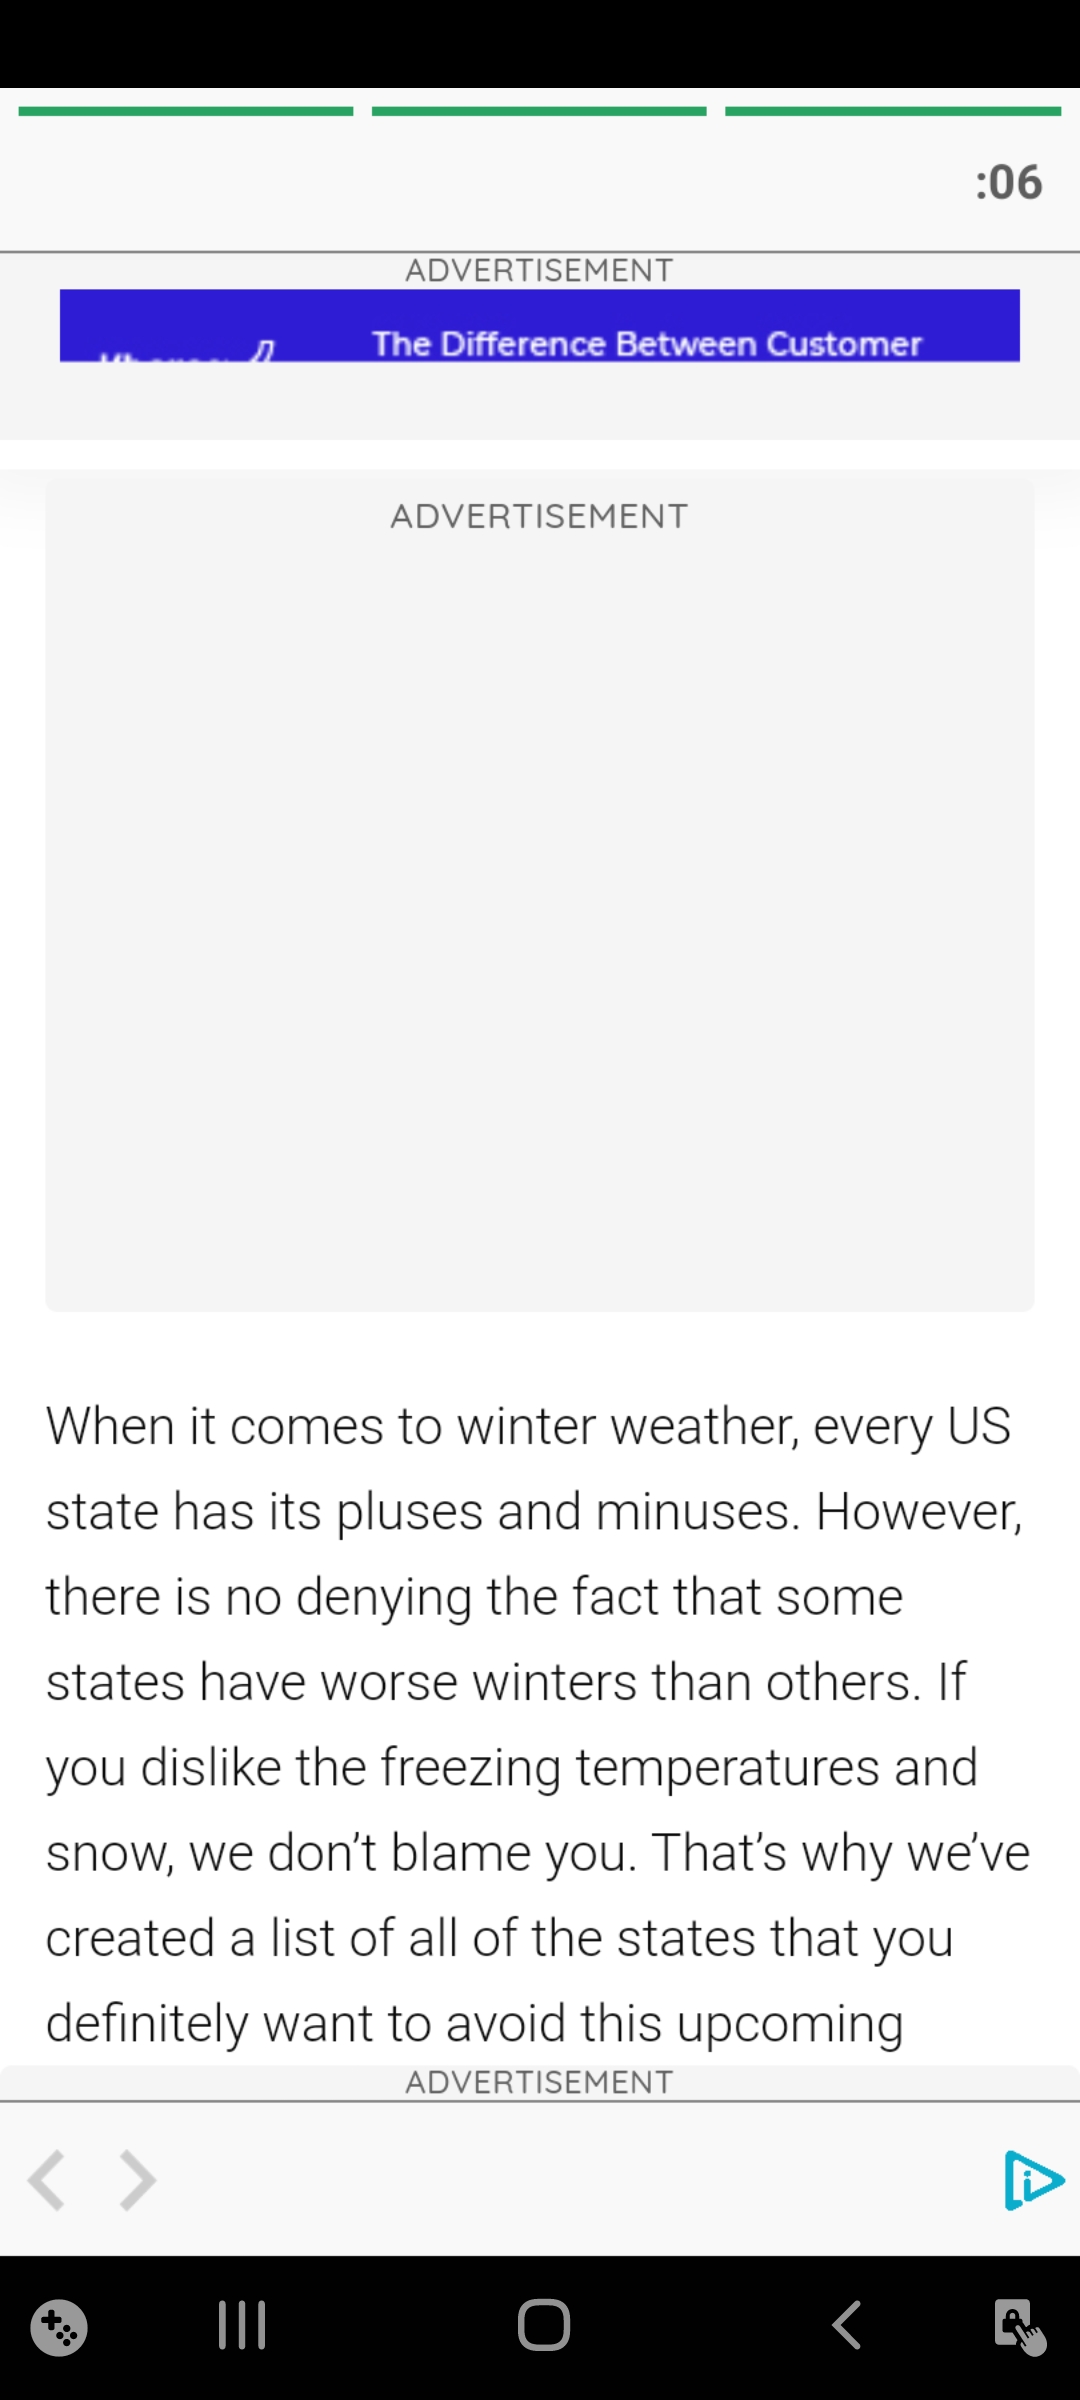 :06
ADVERTISEMENT
The Difference Between Customer
ADVERTISEMENT
When it comes to winter weather, every US
state has its pluses and minuses. However,
there is no denying the fact that some
states have worse winters than others. If
you dislike the freezing temperatures and
snow, we don’t blame you. That’s why we’ve
created a list of all of the states that you
definitely want to avoid this upcoming
ADVERTISEMENT